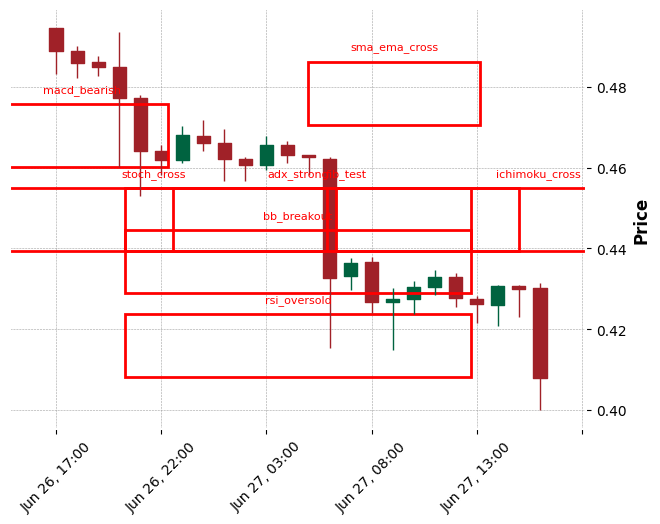 sma_ema_cross
macd_bearish
stoch_cross
ichimoku_cross
bb_breakout
rsi_oversold
0.48
0.46
0.44
0.42
0.40
Price
Jun 26, 17:00
Jun 26, 22:00
Jun 27, 03:00
Jun 27, 08:00
Jun 27, 13:00